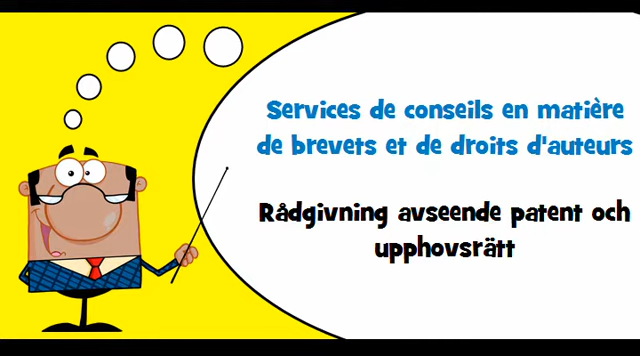 Services de conseils en matière
de brevets et de droits d'auteurs
Rådgivning avseende patent och
upphovsrätt